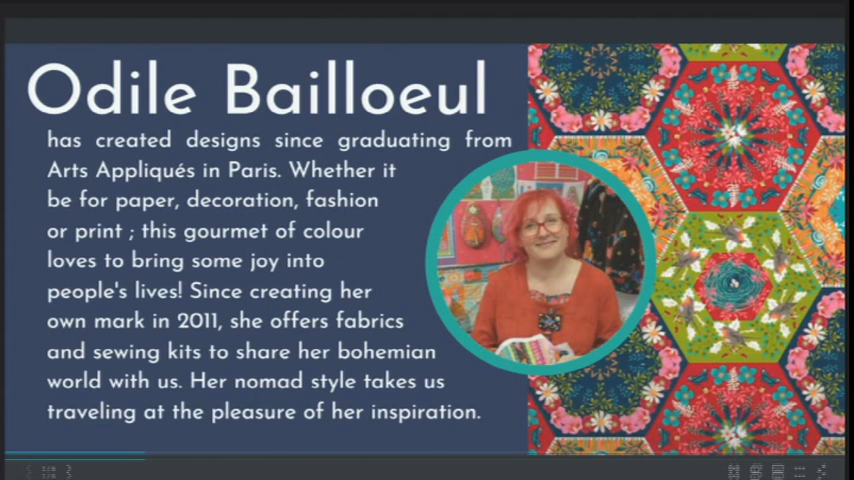 Odile Bailloeul
has created designs since graduating from
Arts Appliqués in Paris. Whether it
be for paper, decoration, fashion
or print ; this gourmet of colour
loves to bring some joy into
people's lives! Since creating her
own mark in 2011, she offers fabrics
and sewing kits to share her bohemian
world with us. Her nomad style takes us
traveling at the pleasure of her inspiration.